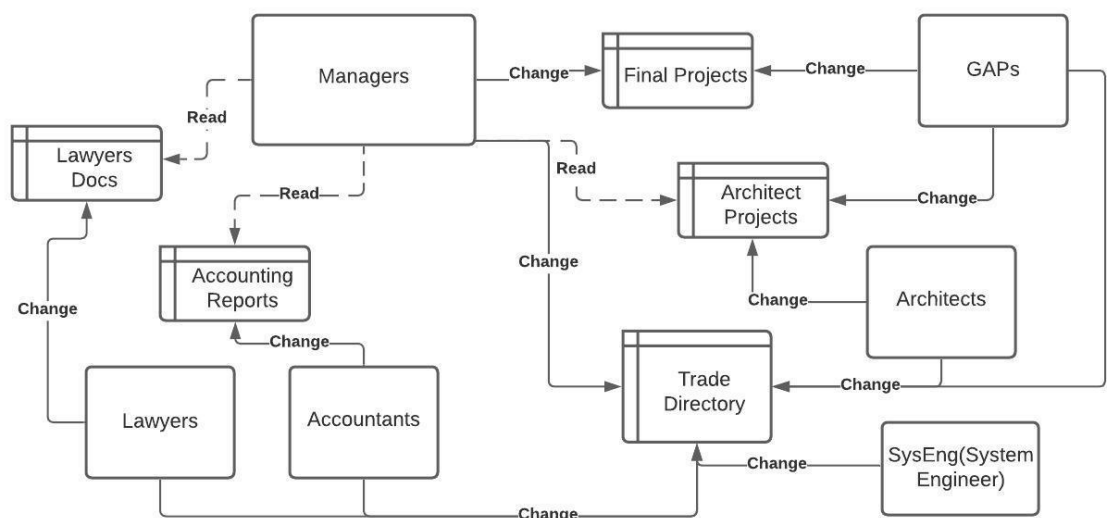 Managers
Change
Final Projects
Change
GAPs
Read
Lawyers
Docs
Read
Read
Architect
Projects
Change
Accounting
Reports
Change
Change
Change
Architects
Change
Trade
Directory
Change
Lawyers
Accountants
SysEng(System
Engineer)
Change
Change